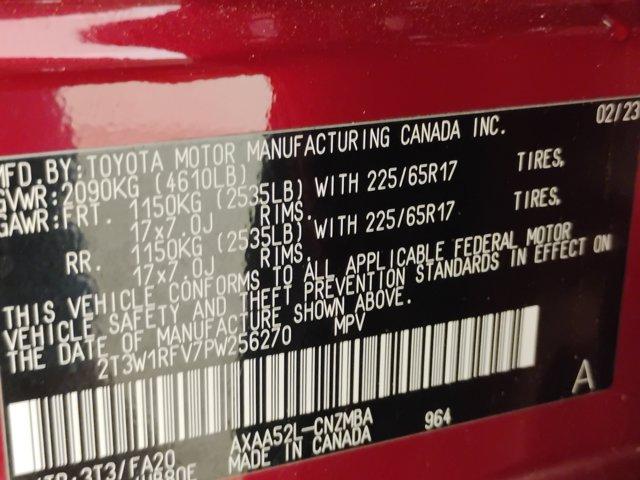 02/23
MFD. BY: TOYOTA MOTOR MANUFACTURING CANADA INC.
GVWR: 2090KG (4610LB)
GAWR: FRT. 1150KG (2535LB) WITH 225/65R17 TIRES,
17x7.0J RIMS.
RR. 1150KG (2535LB) WITH 225/65R17 TIRES,
17x7.0J RIMS.
THIS VEHICLE CONFORMS TO ALL APPLICABLE FEDERAL MOTOR
VEHICLE SAFETY AND THEFT PREVENTION STANDARDS IN EFFECT ON
THE DATE OF MANUFACTURE SHOWN ABOVE.
2T3W1RFV7PW256270 MPV
A
/TR:3T3/FA20 AXAA52L-CNZMBA 964
MADE IN CANADA